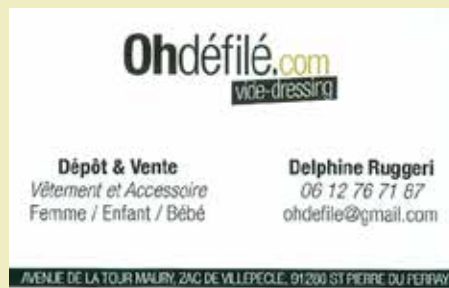 Ohdéfilé.com
vide-dressing
Dépôt & Vente
Vêtement et Accessoire
Femme / Enfant / Bébé
Delphine Ruggeri
06 12 76 71 67
ohdefile@gmail.com
AVENUE DE LA TOUR MAURY, ZAC DE VILLEPECLE, 91280 ST PIERRE DU PERRAY